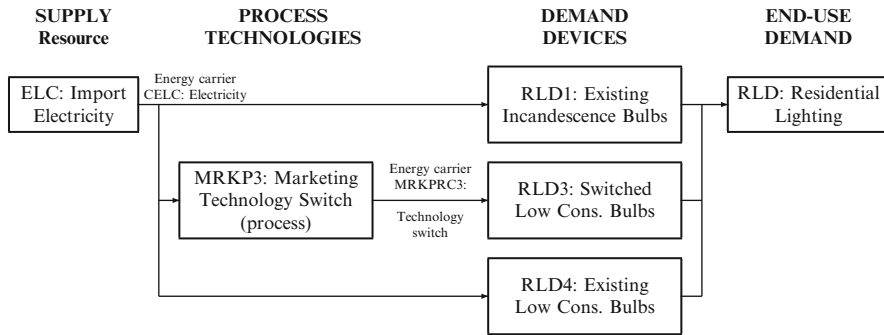 SUPPLY
Resource
PROCESS
TECHNOLOGIES
DEMAND
DEVICES
END-USE
DEMAND
ELC: Import
Electricity
Energy carrier
CELC: Electricity
RLD1: Existing
Incandescence Bulbs
RLD: Residential
Lighting
MRKP3: Marketing
Technology Switch
(process)
Energy carrier
MRKPRC3:
Technology
switch
RLD3: Switched
Low Cons. Bulbs
RLD4: Existing
Low Cons. Bulbs